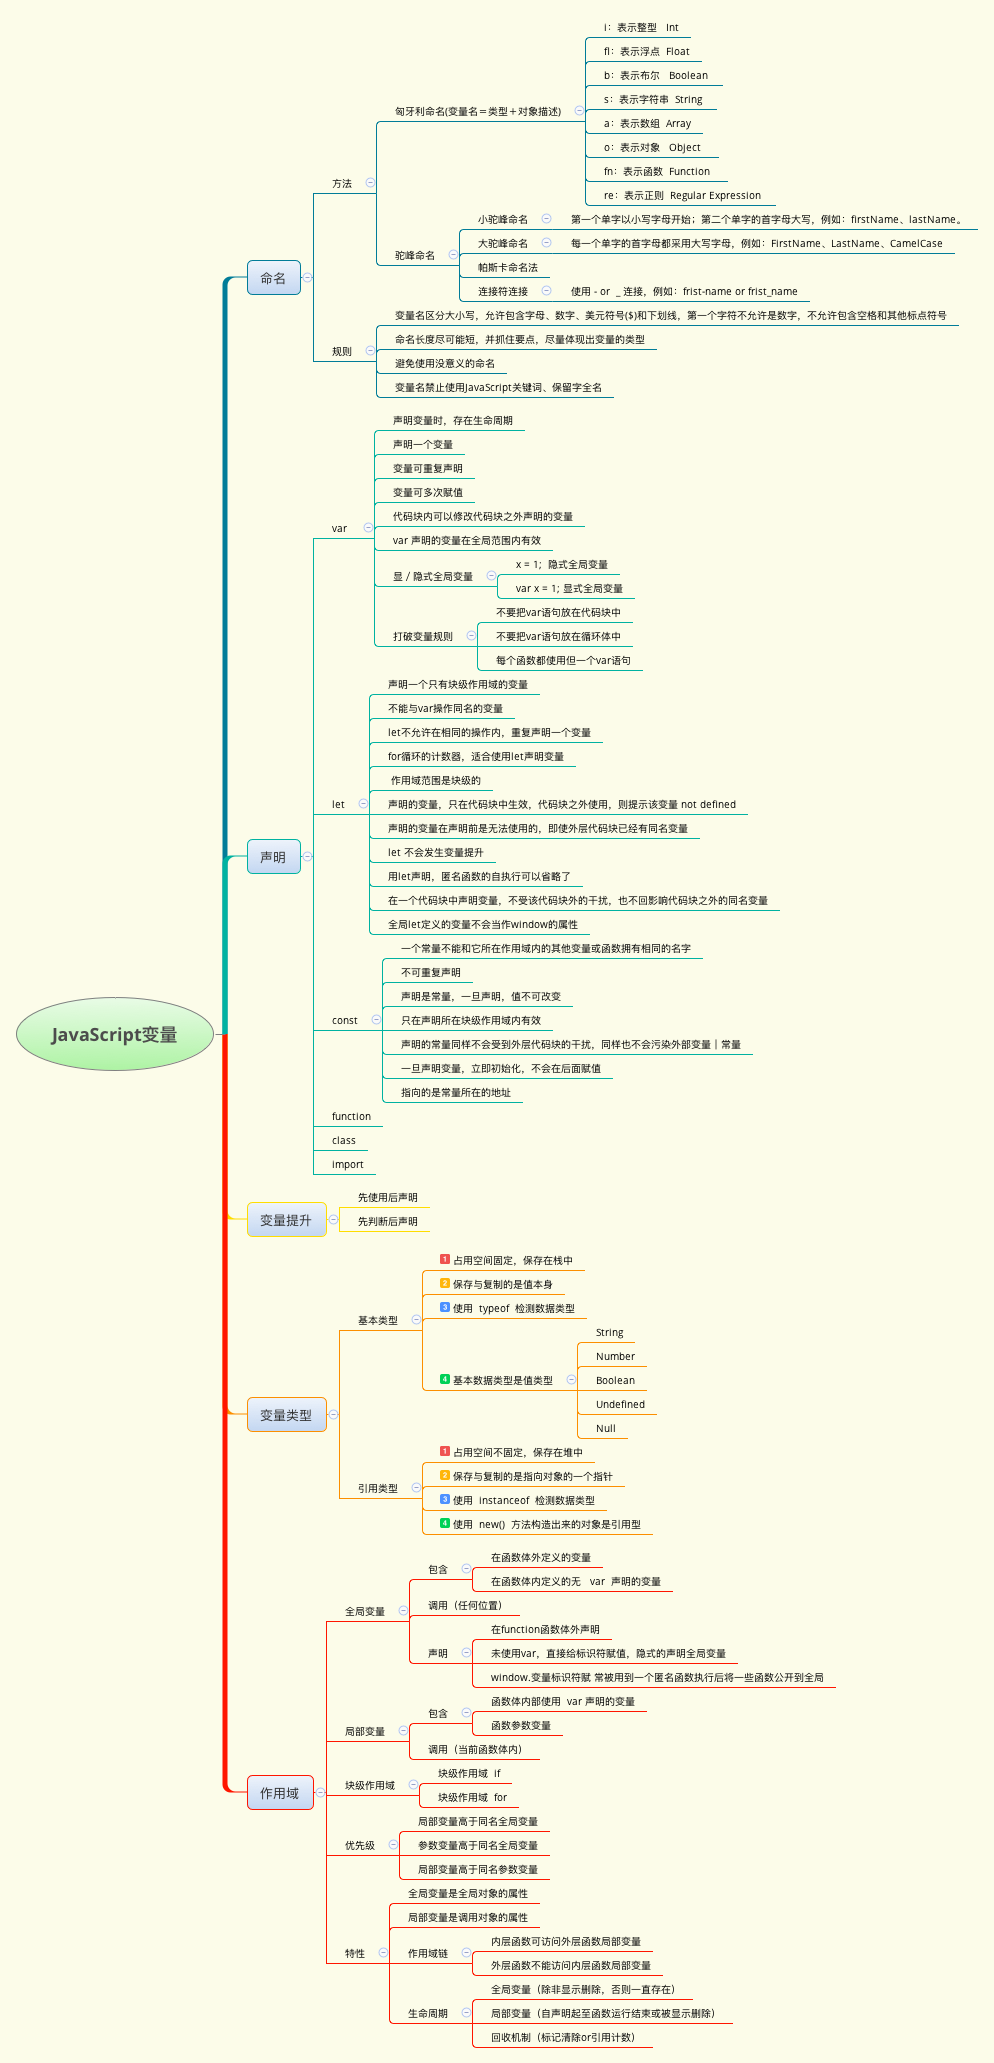 JavaScript变量
命名
方法
匈牙利命名(变量名＝类型＋对象描述)
i：表示整型 Int
fl：表示浮点 Float
b：表示布尔 Boolean
s：表示字符串 String
a：表示数组 Array
o：表示对象 Object
fn：表示函数 Function
re：表示正则 Regular Expression
驼峰命名
小驼峰命名
第一个单字以小写字母开始；第二个单字的首字母大写，例如：firstName、lastName。
大驼峰命名
每一个单字的首字母都采用大写字母，例如：FirstName、LastName、CamelCase
帕斯卡命名法
连接符连接
使用 - or _ 连接，例如：frist-name or frist_name
规则
变量名区分大小写，允许包含字母、数字、美元符号($)和下划线，第一个字符不允许是数字，不允许包含空格和其他标点符号
命名长度尽可能短，并抓住要点，尽量体现出变量的类型
避免使用没意义的命名
变量名禁止使用JavaScript关键词、保留字全名
声明
var
声明变量时，存在生命周期
声明一个变量
变量可重复声明
变量可多次赋值
代码块内可以修改代码块之外声明的变量
var 声明的变量在全局范围内有效
显 / 隐式全局变量
x = 1; 隐式全局变量
var x = 1; 显式全局变量
打破变量规则
不要把var语句放在代码块中
不要把var语句放在循环体中
每个函数都使用但一个var语句
let
声明一个只有块级作用域的变量
不能与var操作同名的变量
let不允许在相同的操作内，重复声明一个变量
for循环的计数器，适合使用let声明变量
作用域范围是块级的
声明的变量，只在代码块中生效，代码块之外使用，则提示该变量 not defined
声明的变量在声明前是无法使用的，即使外层代码块已经有同名变量
let 不会发生变量提升
用let声明，匿名函数的自执行可以省略了
在一个代码块中声明变量，不受该代码块外的干扰，也不回影响代码块之外的同名变量
全局let定义的变量不会当作window的属性
const
一个常量不能和它所在作用域内的其他变量或函数拥有相同的名字
不可重复声明
声明是常量，一旦声明，值不可改变
只在声明所在块级作用域内有效
声明的常量同样不会受到外层代码块的干扰，同样也不会污染外部变量｜常量
一旦声明变量，立即初始化，不会在后面赋值
指向的是常量所在的地址
function
class
import
变量提升
先使用后声明
先判断后声明
变量类型
基本类型
1 占用空间固定，保存在栈中
2 保存与复制的是值本身
3 使用 typeof 检测数据类型
4 基本数据类型是值类型
String
Number
Boolean
Undefined
Null
引用类型
1 占用空间不固定，保存在堆中
2 保存与复制的是指向对象的一个指针
3 使用 instanceof 检测数据类型
4 使用 new() 方法构造出来的对象是引用型
作用域
全局变量
包含
在函数体外定义的变量
在函数体内定义的无 var 声明的变量
调用（任何位置）
声明
在function函数体外声明
未使用var，直接给标识符赋值，隐式的声明全局变量
window.变量标识符赋 常被用到一个匿名函数执行后将一些函数公开到全局
局部变量
包含
函数体内部使用 var 声明的变量
函数参数变量
调用（当前函数体内）
块级作用域
块级作用域 if
块级作用域 for
优先级
局部变量高于同名全局变量
参数变量高于同名全局变量
局部变量高于同名参数变量
特性
全局变量是全局对象的属性
局部变量是调用对象的属性
作用域链
内层函数可访问外层函数局部变量
外层函数不能访问内层函数局部变量
生命周期
全局变量（除非显示删除，否则一直存在）
局部变量（自声明起至函数运行结束或被显示删除）
回收机制（标记清除or引用计数）